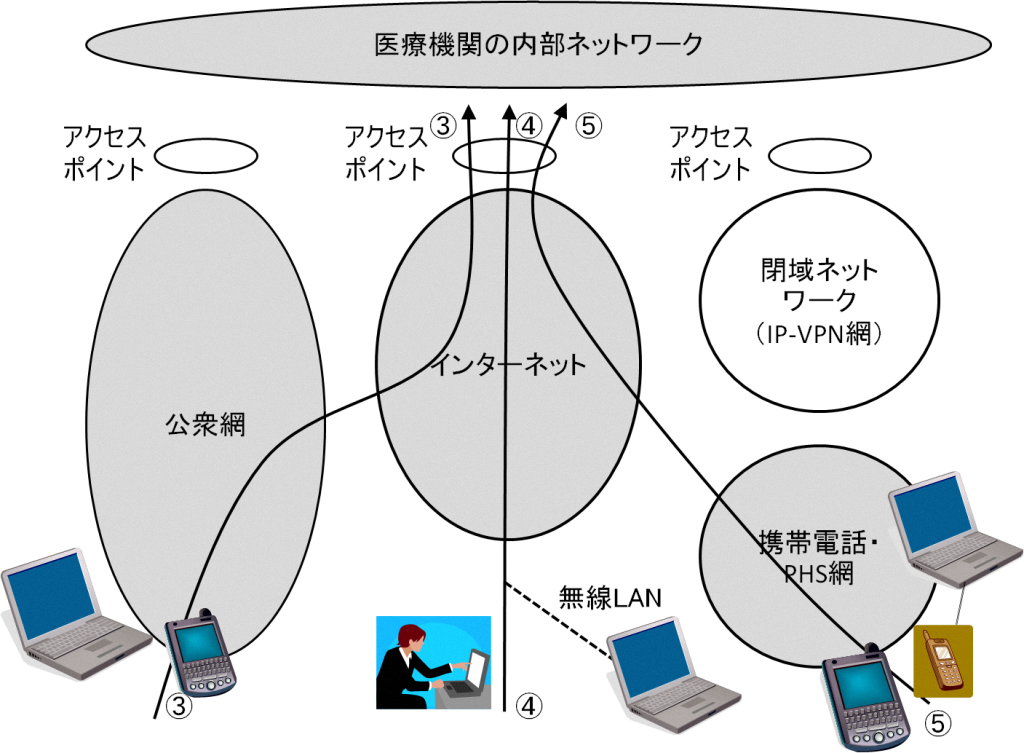 医療機関の内部ネットワーク
③
④
⑤
アクセス
ポイント
アクセス
ポイント
アクセス
ポイント
閉域ネット
ワーク
（IP-VPN網）
インターネット
公衆網
携帯電話・
PHS網
無線LAN
③
④
⑤